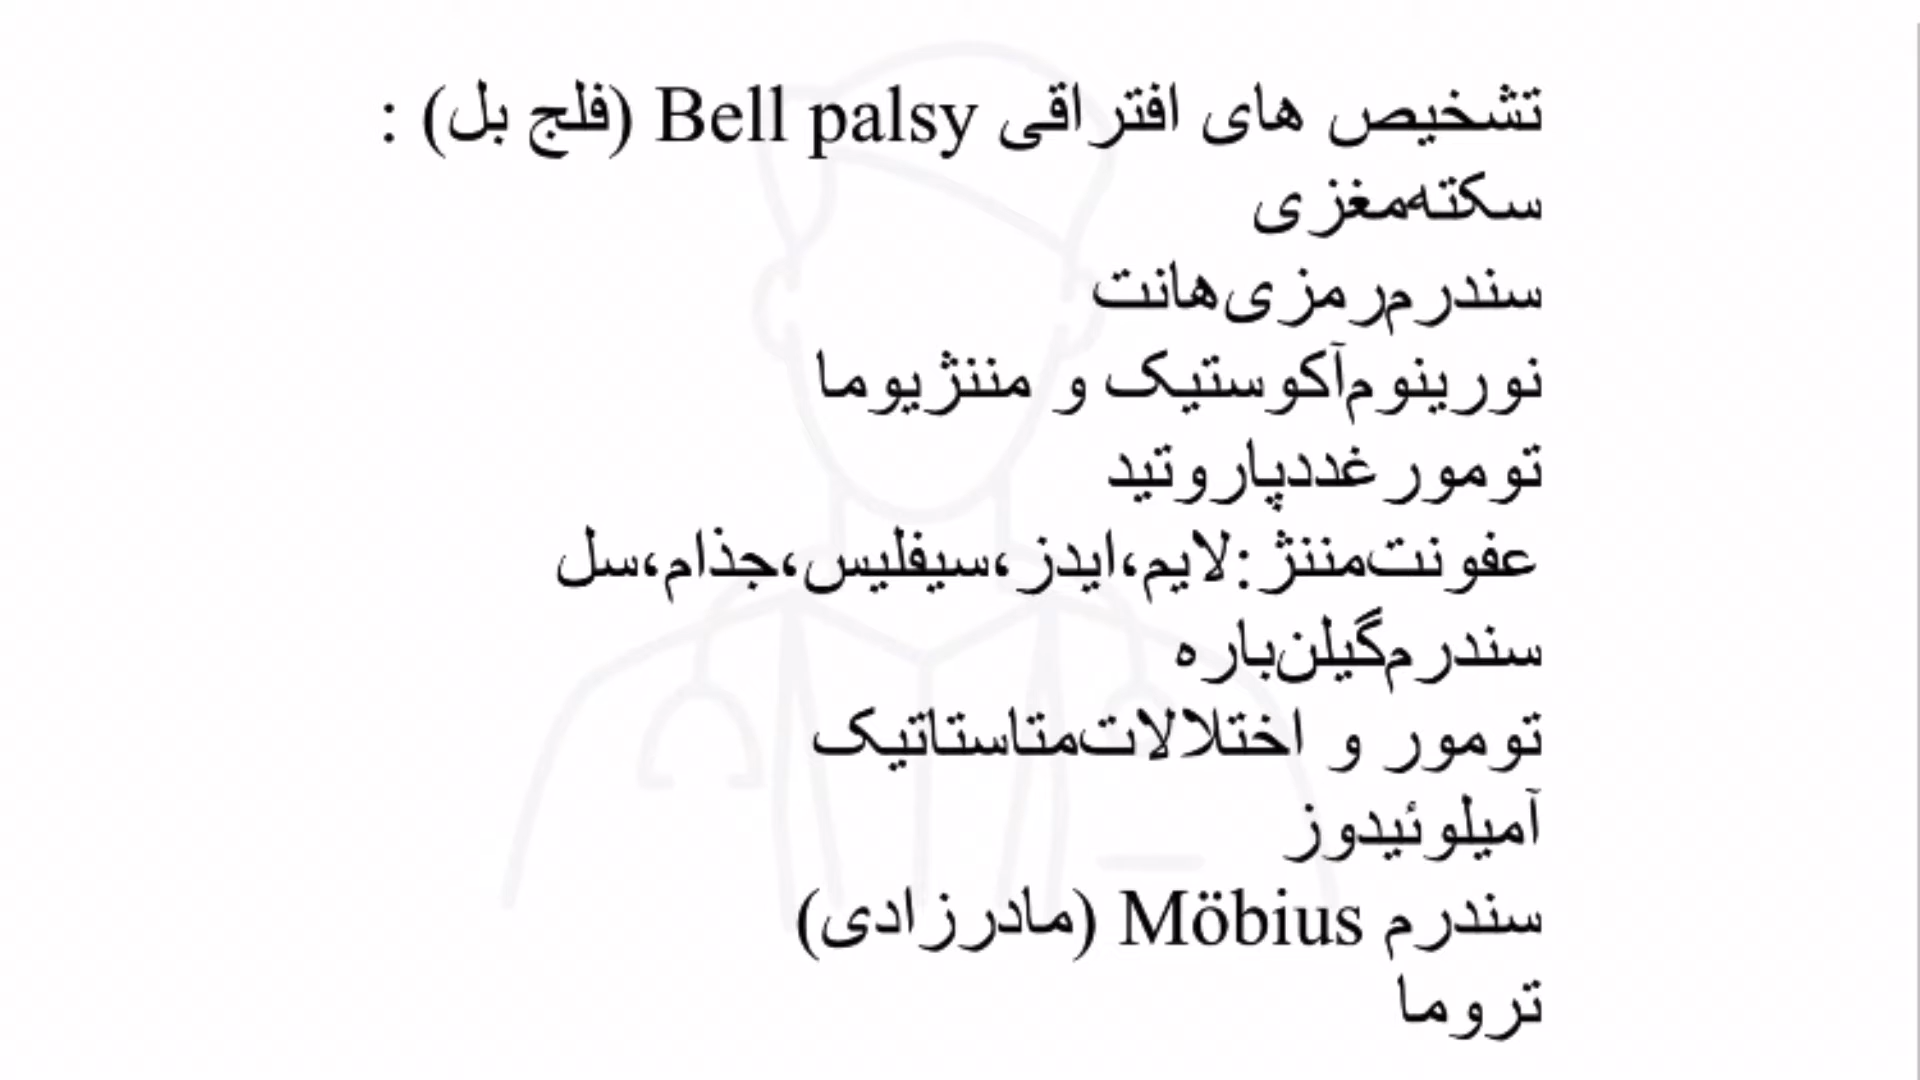 تشخیص های افتراقی Bell palsy (فلج بل) :
سکته‌مغزی
سندرم‌رمزی‌هانت
نورینوم‌آکوستیک و مننژیوما
تومور غددپاروتید
عفونت‌مننژ:لایم،ایدز،سیفلیس،جذام،سل
سندرم‌گیلن‌باره
تومور و اختلالات‌متاستاتیک
آمیلوئیدوز
سندرم Möbius (مادرزادی)
تروما